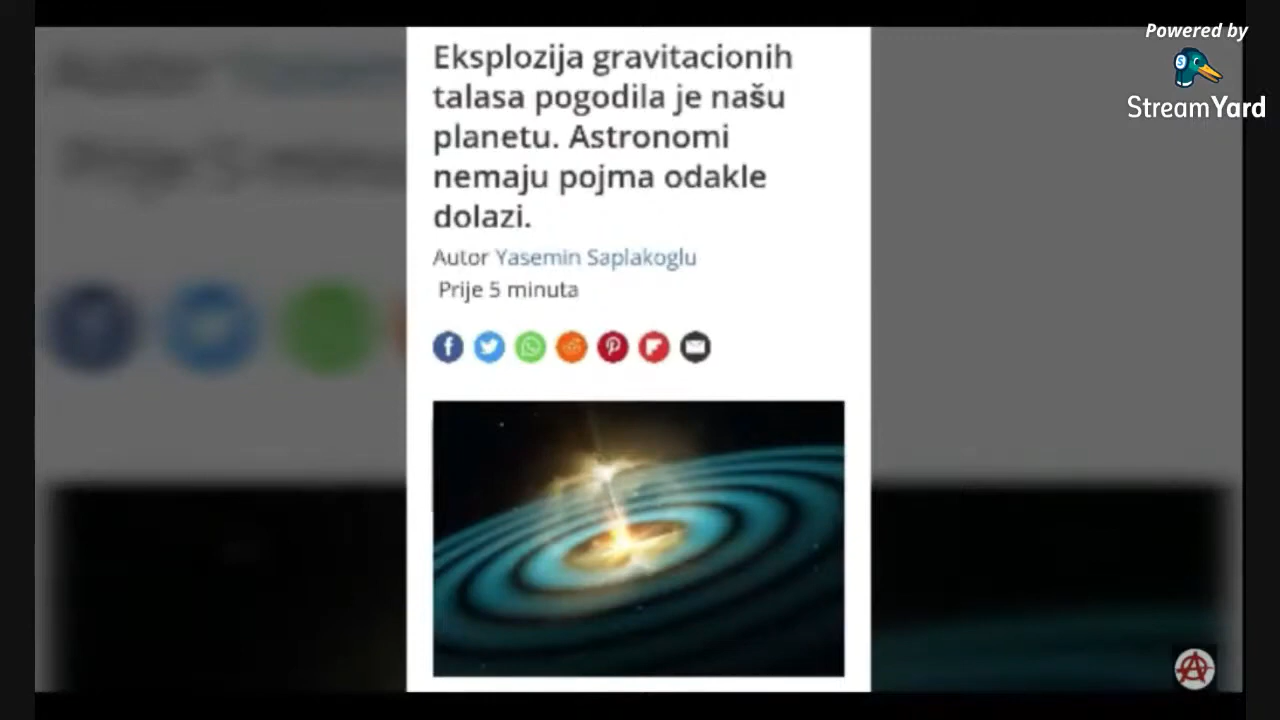 Powered by
StreamYard
Eksplozija gravitacionih
talasa pogodila je našu
planetu. Astronomi
nemaju pojma odakle
dolazi.
Autor Yasemin Saplakoglu
Prije 5 minuta